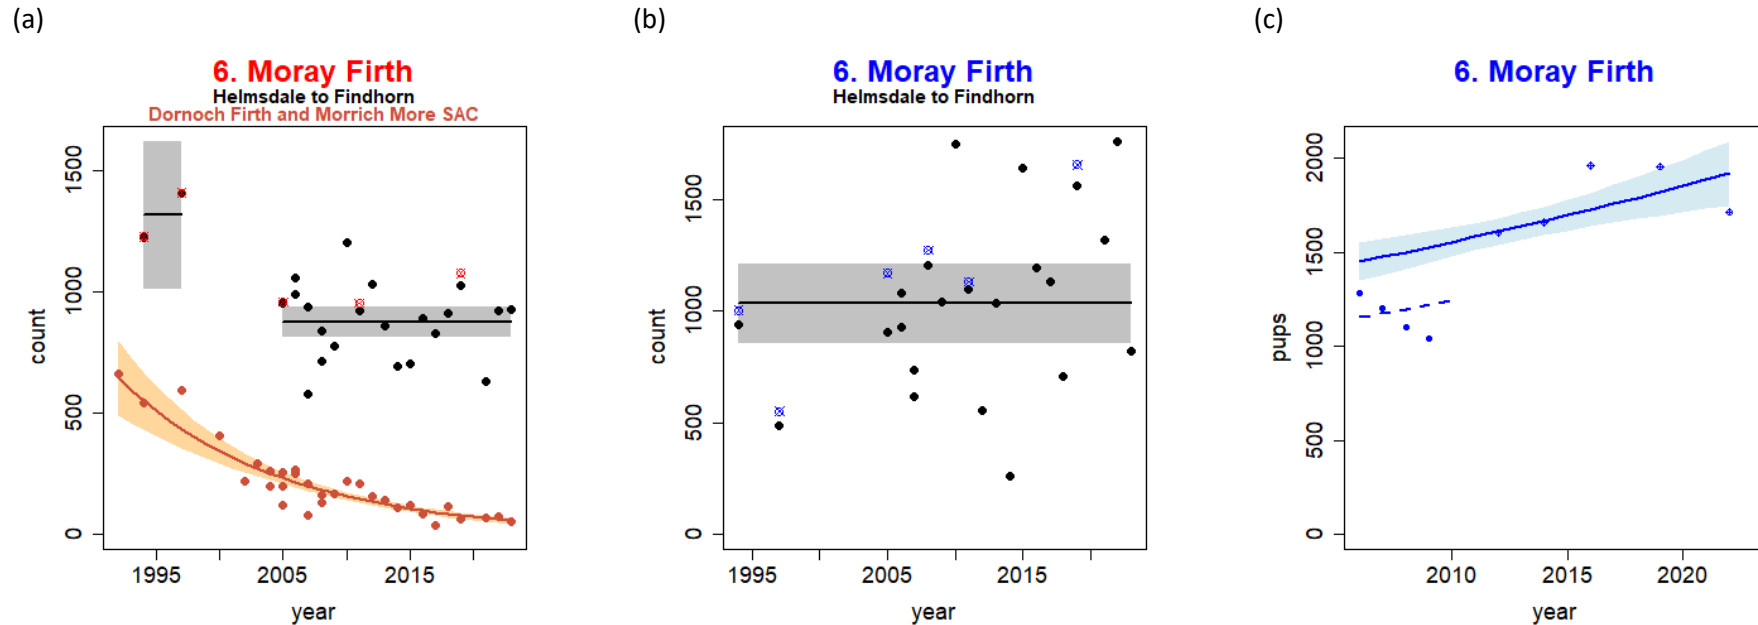 (a)
6. Moray Firth
Helmsdale to Findhorn
Dornoch Firth and Morrich More SAC
count
1500
1000
500
0
1995
2005
2015
year
(b)
6. Moray Firth
Helmsdale to Findhorn
count
1500
1000
500
0
1995
2005
2015
year
(c)
6. Moray Firth
pups
2000
1500
1000
500
0
2010
2015
2020
year